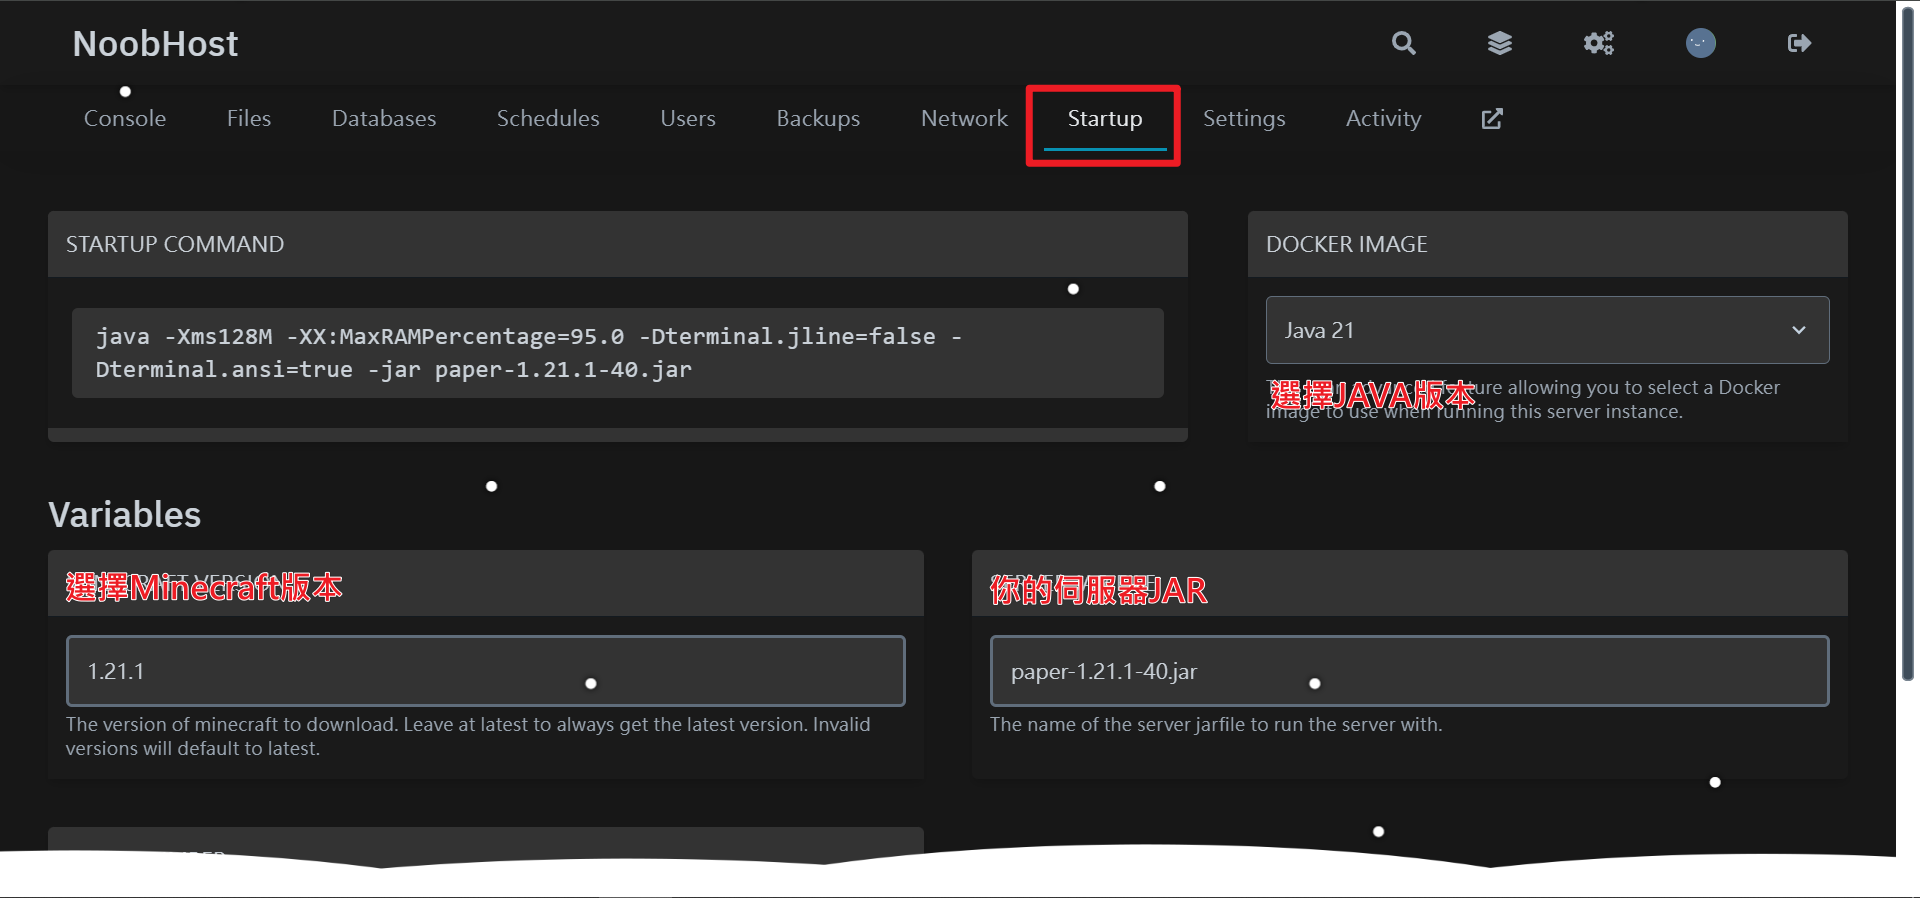 NoobHost
Console Files Databases Schedules Users Backups Network Startup Settings Activity
STARTUP COMMAND
java -Xms128M -XX:MaxRAMPercentage=95.0 -Dterminal.jline=false -
Dterminal.ansi=true -jar paper-1.21.1-40.jar
DOCKER IMAGE
Java 21
選擇JAVA版本
feature allowing you to select a Docker
image to use when running this server instance.
Variables
選擇Minecraft版本
1.21.1
The version of minecraft to download. Leave at latest to always get the latest version. Invalid
versions will default to latest.
你的伺服器JAR
paper-1.21.1-40.jar
The name of the server jarfile to run the server with.